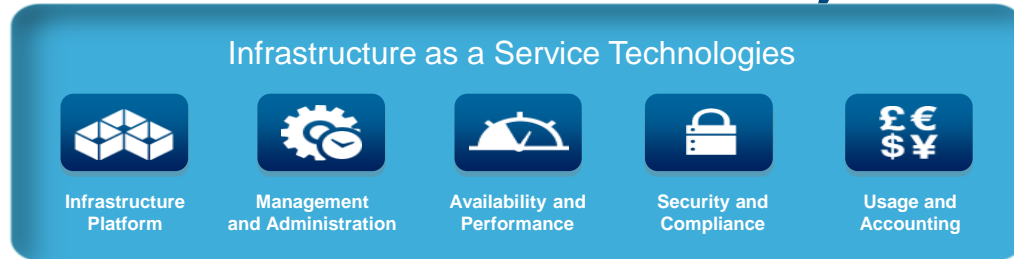 Infrastructure as a Service Technologies
£ €
$ ¥
Infrastructure
Platform
Management
and Administration
Availability and
Performance
Security and
Compliance
Usage and
Accounting